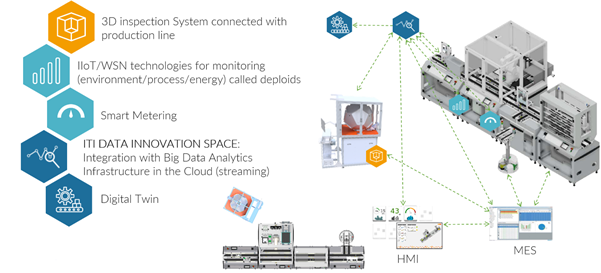 3D inspection System connected with
production line
IIoT/WSN technologies for monitoring
(environment/process/energy) called deploids
Smart Metering
ITI DATA INNOVATION SPACE:
Integration with Big Data Analytics
Infrastructure in the Cloud (streaming)
Digital Twin
HMI
MES